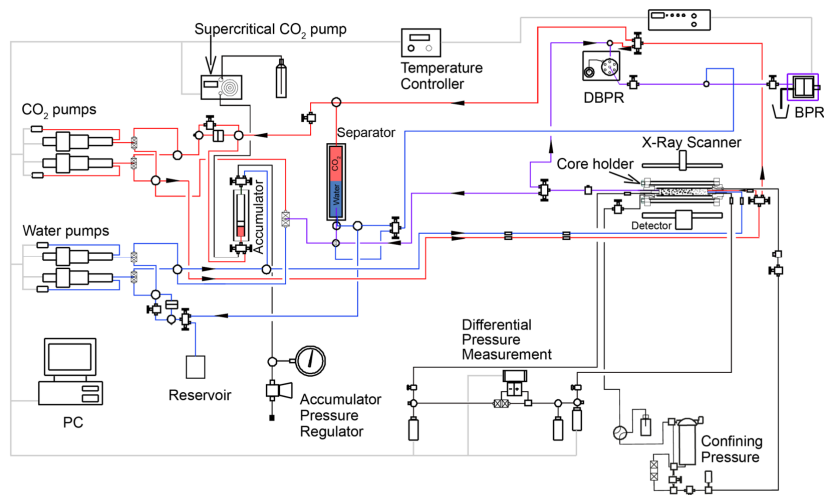 Supercritical CO2 pump
Temperature
Controller
DBPR
BPR
CO2 pumps
Separator
X-Ray Scanner
Core holder
CO2
Water
Accumulator
Detector
Water pumps
Differential
Pressure
Measurement
Reservoir
Accumulator
Pressure
Regulator
PC
Confining
Pressure